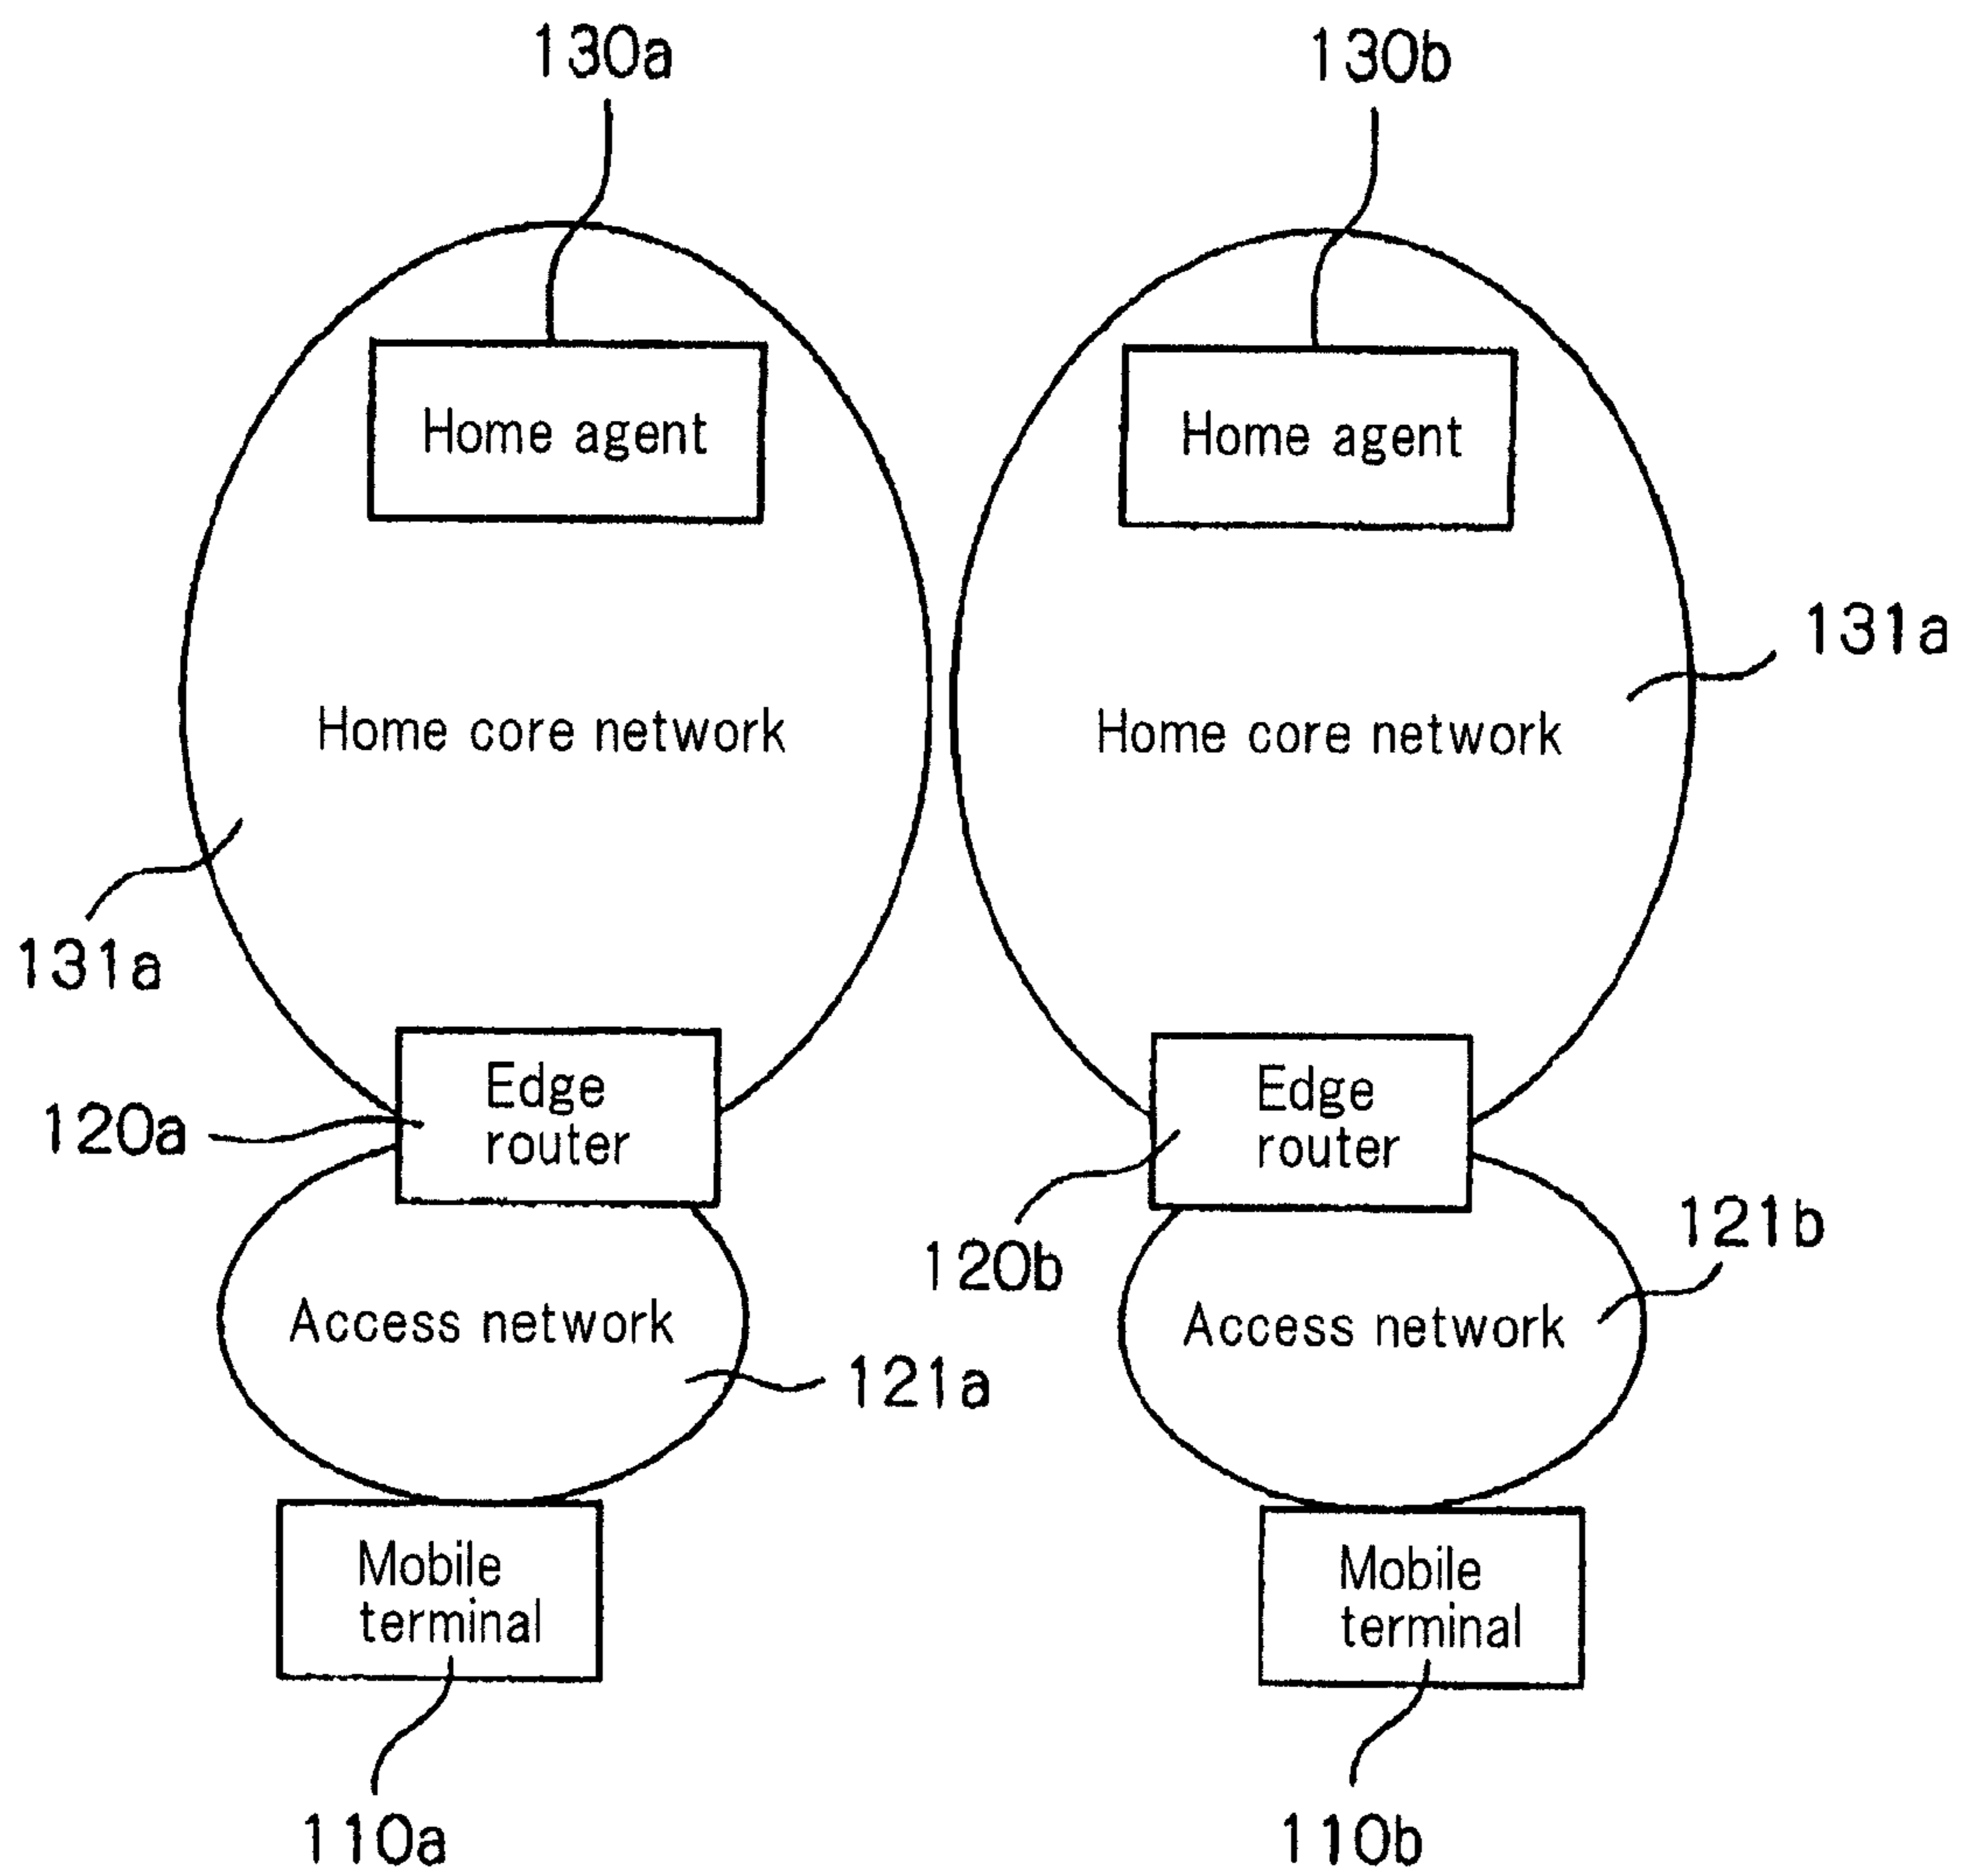 130a
130b
Home agent
Home agent
131a
Home core network
Home core network
131a
Edge
router
Edge
router
120a
121b
120b
Access network
Access network
121a
Mobile
terminal
Mobile
terminal
110a
110b